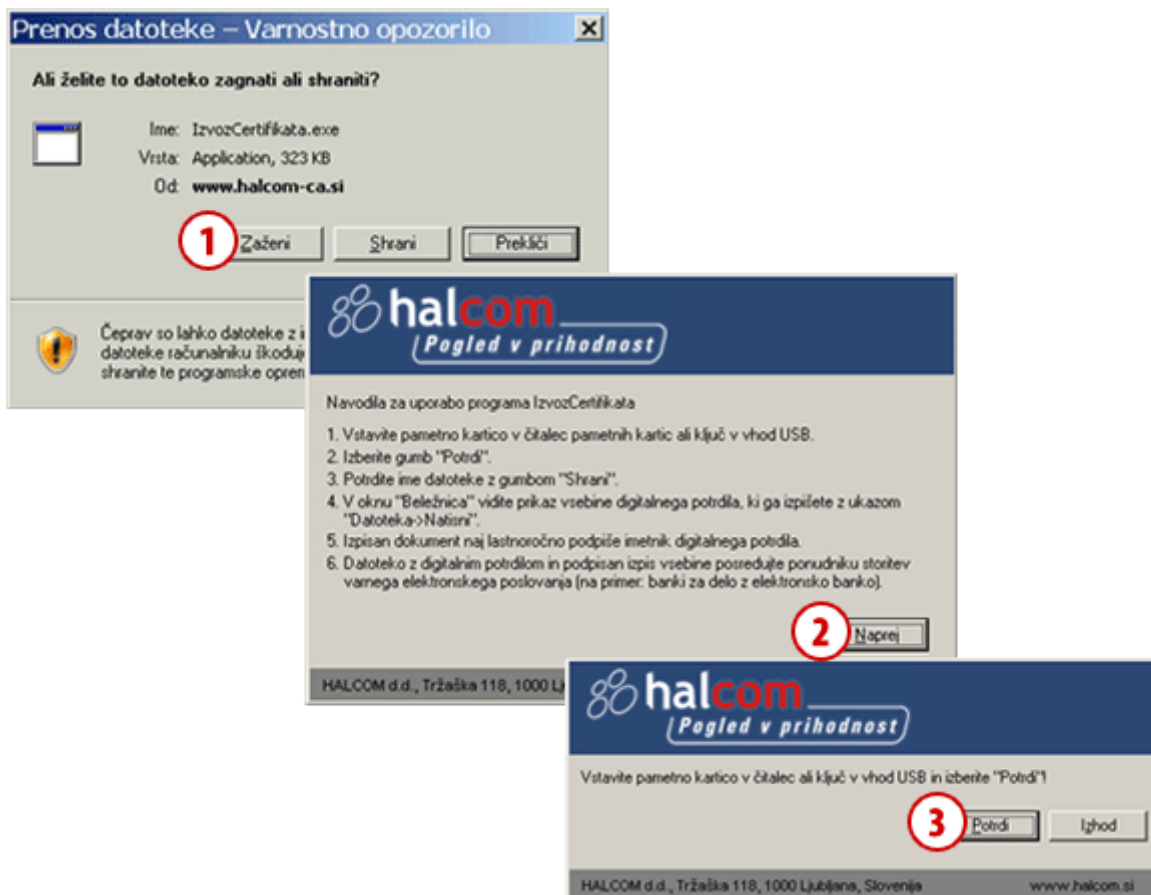 Prenos datoteke – Varnostno opozorilo
Ali želite to datoteko zagnati ali shraniti?
Ime: IzvozCertifikata.exe
Vrsta: Application, 323 KB
Od: www.halcom-ca.si
1
Zaženi
Shrani
Prekliči
Čeprav so lahko datoteke z
datoteke računalniku
shranite te programske
halcom
Pogled v prihodnost
Navodila za uporabo programa IzvozCertifikata
1. Vstavite pametno kartico v čitalec pametnih kartic ali ključ v vhod USB.
2. Izberite gumb "Potrdi".
3. Potrdite ime datoteke z gumbom "Shrani".
4. V oknu "Beležnica" vidite prikaz vsebine digitalnega potrdila, ki ga izpišete z ukazom
"Datoteka->Natisni".
5. Izpisan dokument naj lastnoročno podpiše imetnik digitalnega potrdila.
6. Datoteko z digitalnim potrdilom in podpisan izpis vsebine posredujte ponudniku storitev
varnega elektronskega poslovanja (na primer: banki za delo z elektronsko banko).
2
Naprej
HALCOM d.d., Tržaška 118, 1000
halcom
Pogled v prihodnost
Vstavite pametno kartico v čitalec ali ključ v vhod USB in izberite "Potrdi"!
3
Potrdi
Izhod
HALCOM d.d., Tržaška 118, 1000 Ljubljana, Slovenija
www.halcom.si